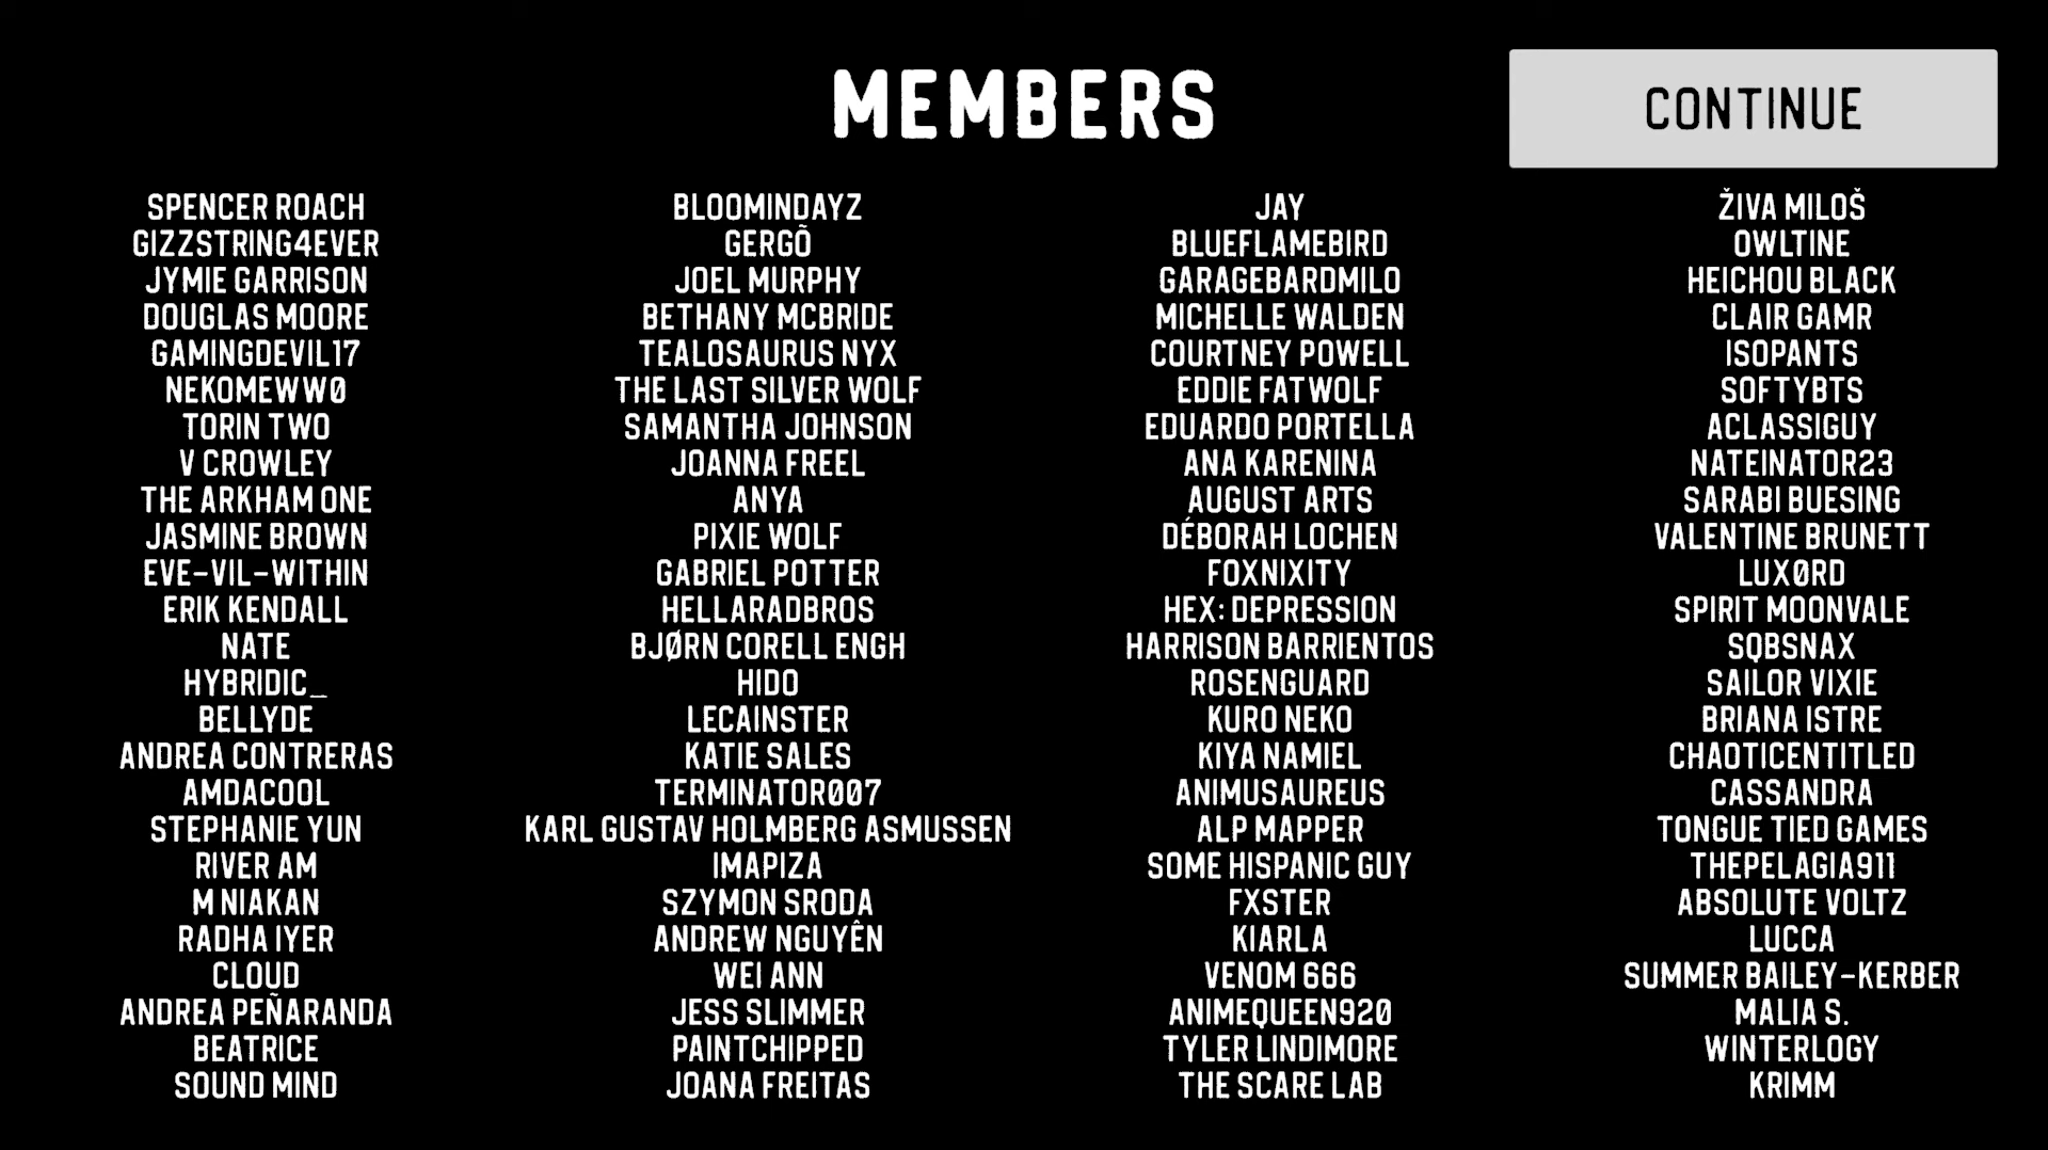 MEMBERS
CONTINUE
SPENCER ROACH
GIZZSTRING4EVER
JYMIE GARRISON
DOUGLAS MOORE
GAMINGDEVIL17
NEKOMEWW0
TORIN TWO
V CROWLEY
THE ARKHAM ONE
JASMINE BROWN
EVE-VIL-WITHIN
ERIK KENDALL
NATE
HYBRIDIC_
BELLYDE
ANDREA CONTRERAS
AMDACOOL
STEPHANIE YUN
RIVER AM
M NIAKAN
RADHA IYER
CLOUD
ANDREA PEÑARANDA
BEATRICE
SOUND MIND
BLOOMINDAYZ
GERGÕ
JOEL MURPHY
BETHANY MCBRIDE
TEALOSAURUS NYX
THE LAST SILVER WOLF
SAMANTHA JOHNSON
JOANNA FREEL
ANYA
PIXIE WOLF
GABRIEL POTTER
HELLARADBROS
BJØRN CORELL ENGH
HIDO
LECAINSTER
KATIE SALES
TERMINATOR007
KARL GUSTAV HOLMBERG ASMUSSEN
IMAPIZA
SZYMON SRODA
ANDREW NGUYÊN
WEI ANN
JESS SLIMMER
PAINTCHIPPED
JOANA FREITAS
JAY
BLUEFLAMEBIRD
GARAGEBARDMILO
MICHELLE WALDEN
COURTNEY POWELL
EDDIE FATWOLF
EDUARDO PORTELLA
ANA KARENINA
AUGUST ARTS
DÉBORAH LOCHEN
FOXNIXITY
HEX: DEPRESSION
HARRISON BARRIENTOS
ROSENGUARD
KURO NEKO
KIYA NAMIEL
ANIMUSAUREUS
ALP MAPPER
SOME HISPANIC GUY
FXSTER
KIARLA
VENOM 666
ANIMEQUEEN920
TYLER LINDIMORE
THE SCARE LAB
ŽIVA MILOŠ
OWLTINE
HEICHOU BLACK
CLAIR GAMR
ISOPANTS
SOFTYBTS
ACLASSIGUY
NATEINATOR23
SARABI BUESING
VALENTINE BRUNETT
LUX0RD
SPIRIT MOONVALE
SQBSNAX
SAILOR VIXIE
BRIANA ISTRE
CHAOTICENTITLED
CASSANDRA
TONGUE TIED GAMES
THEPELAGIA911
ABSOLUTE VOLTZ
LUCCA
SUMMER BAILEY-KERBER
MALIA S.
WINTERLOGY
KRIMM